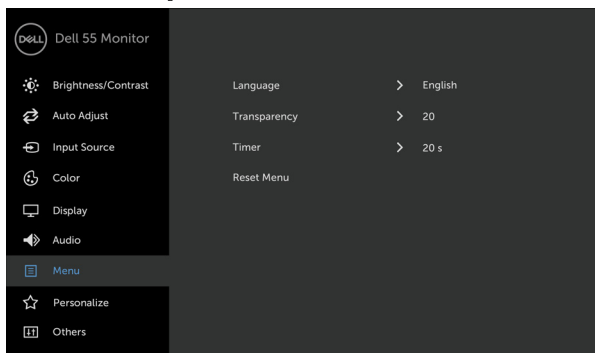 DELL Dell 55 Monitor
Brightness/Contrast
Auto Adjust
Input Source
Color
Display
Audio
Menu
Personalize
Others
Language > English
Transparency > 20
Timer > 20 s
Reset Menu